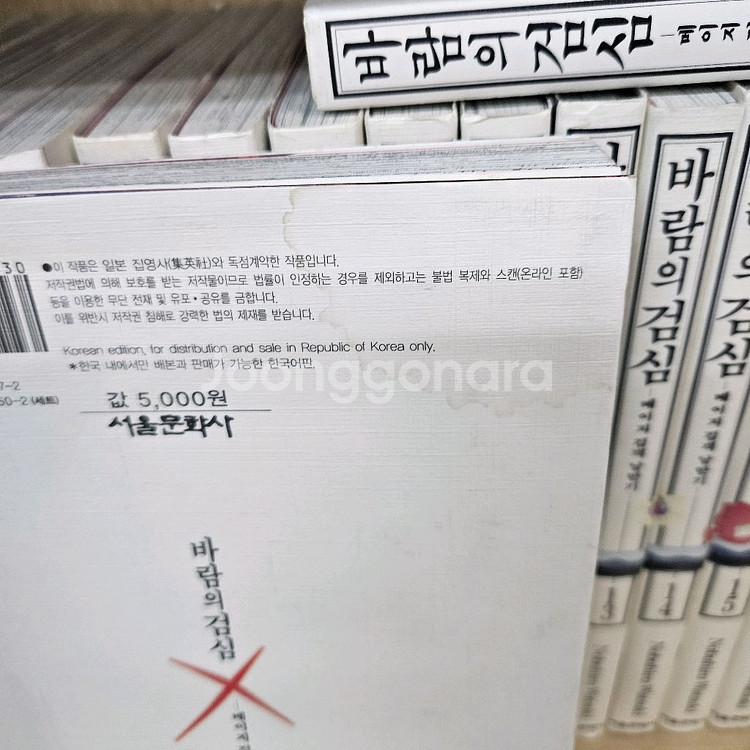 바람의 검심
30
●이 작품은 일본 집영사(集英社)와 독점계약한 작품입니다.
저작권법에 의해 보호를 받는 저작물이므로 법률이 인정하는 경우를 제외하고는 불법 복제와 스캔(온라인 포함)
등을 이용한 무단 전재 및 유포·공유를 금합니다.
이를 위반시 저작권 침해로 강력한 법의 제재를 받습니다.
Korean edition, for distribution and sale in Republic of Korea only.
*한국 내에서만 배본과 판매가 가능한 한국어판.
7-2
50-2(세트)
값 5,000원
서울문화사
joonggonara
바람의 검심
바람의 검심
바람의 검심